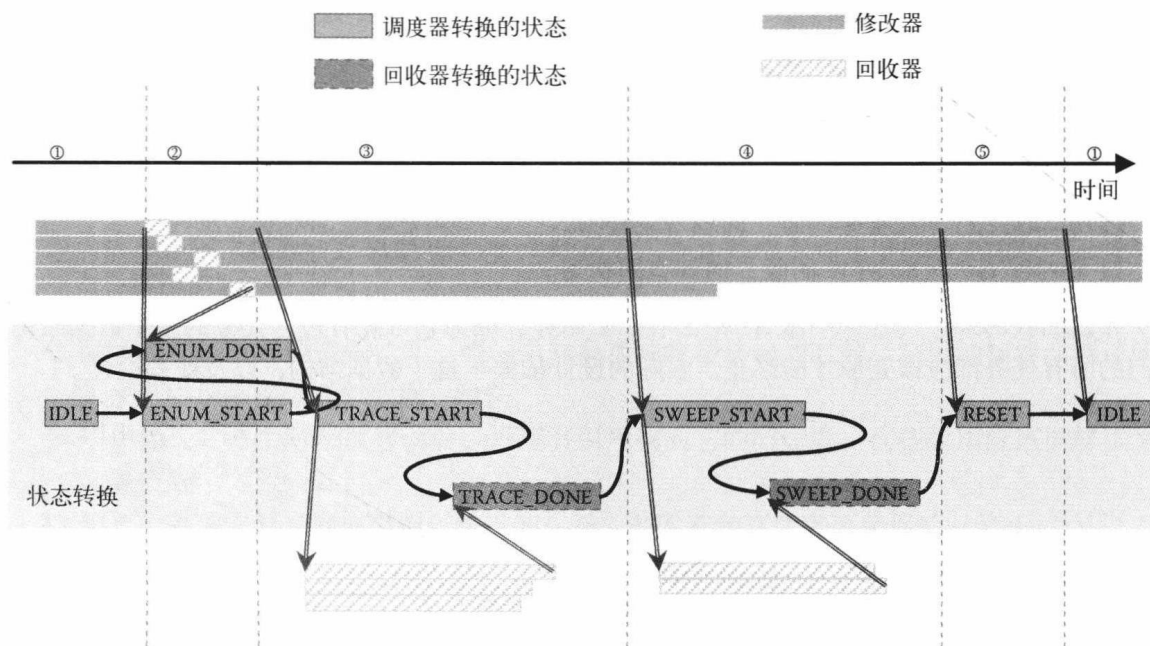 调度器转换的状态
修改器
回收器转换的状态
回收器
① ② ③ ④ ⑤ ①
时间
ENUM_DONE
IDLE ENUM_START TRACE_START SWEEP_START RESET IDLE
状态转换
TRACE_DONE SWEEP_DONE